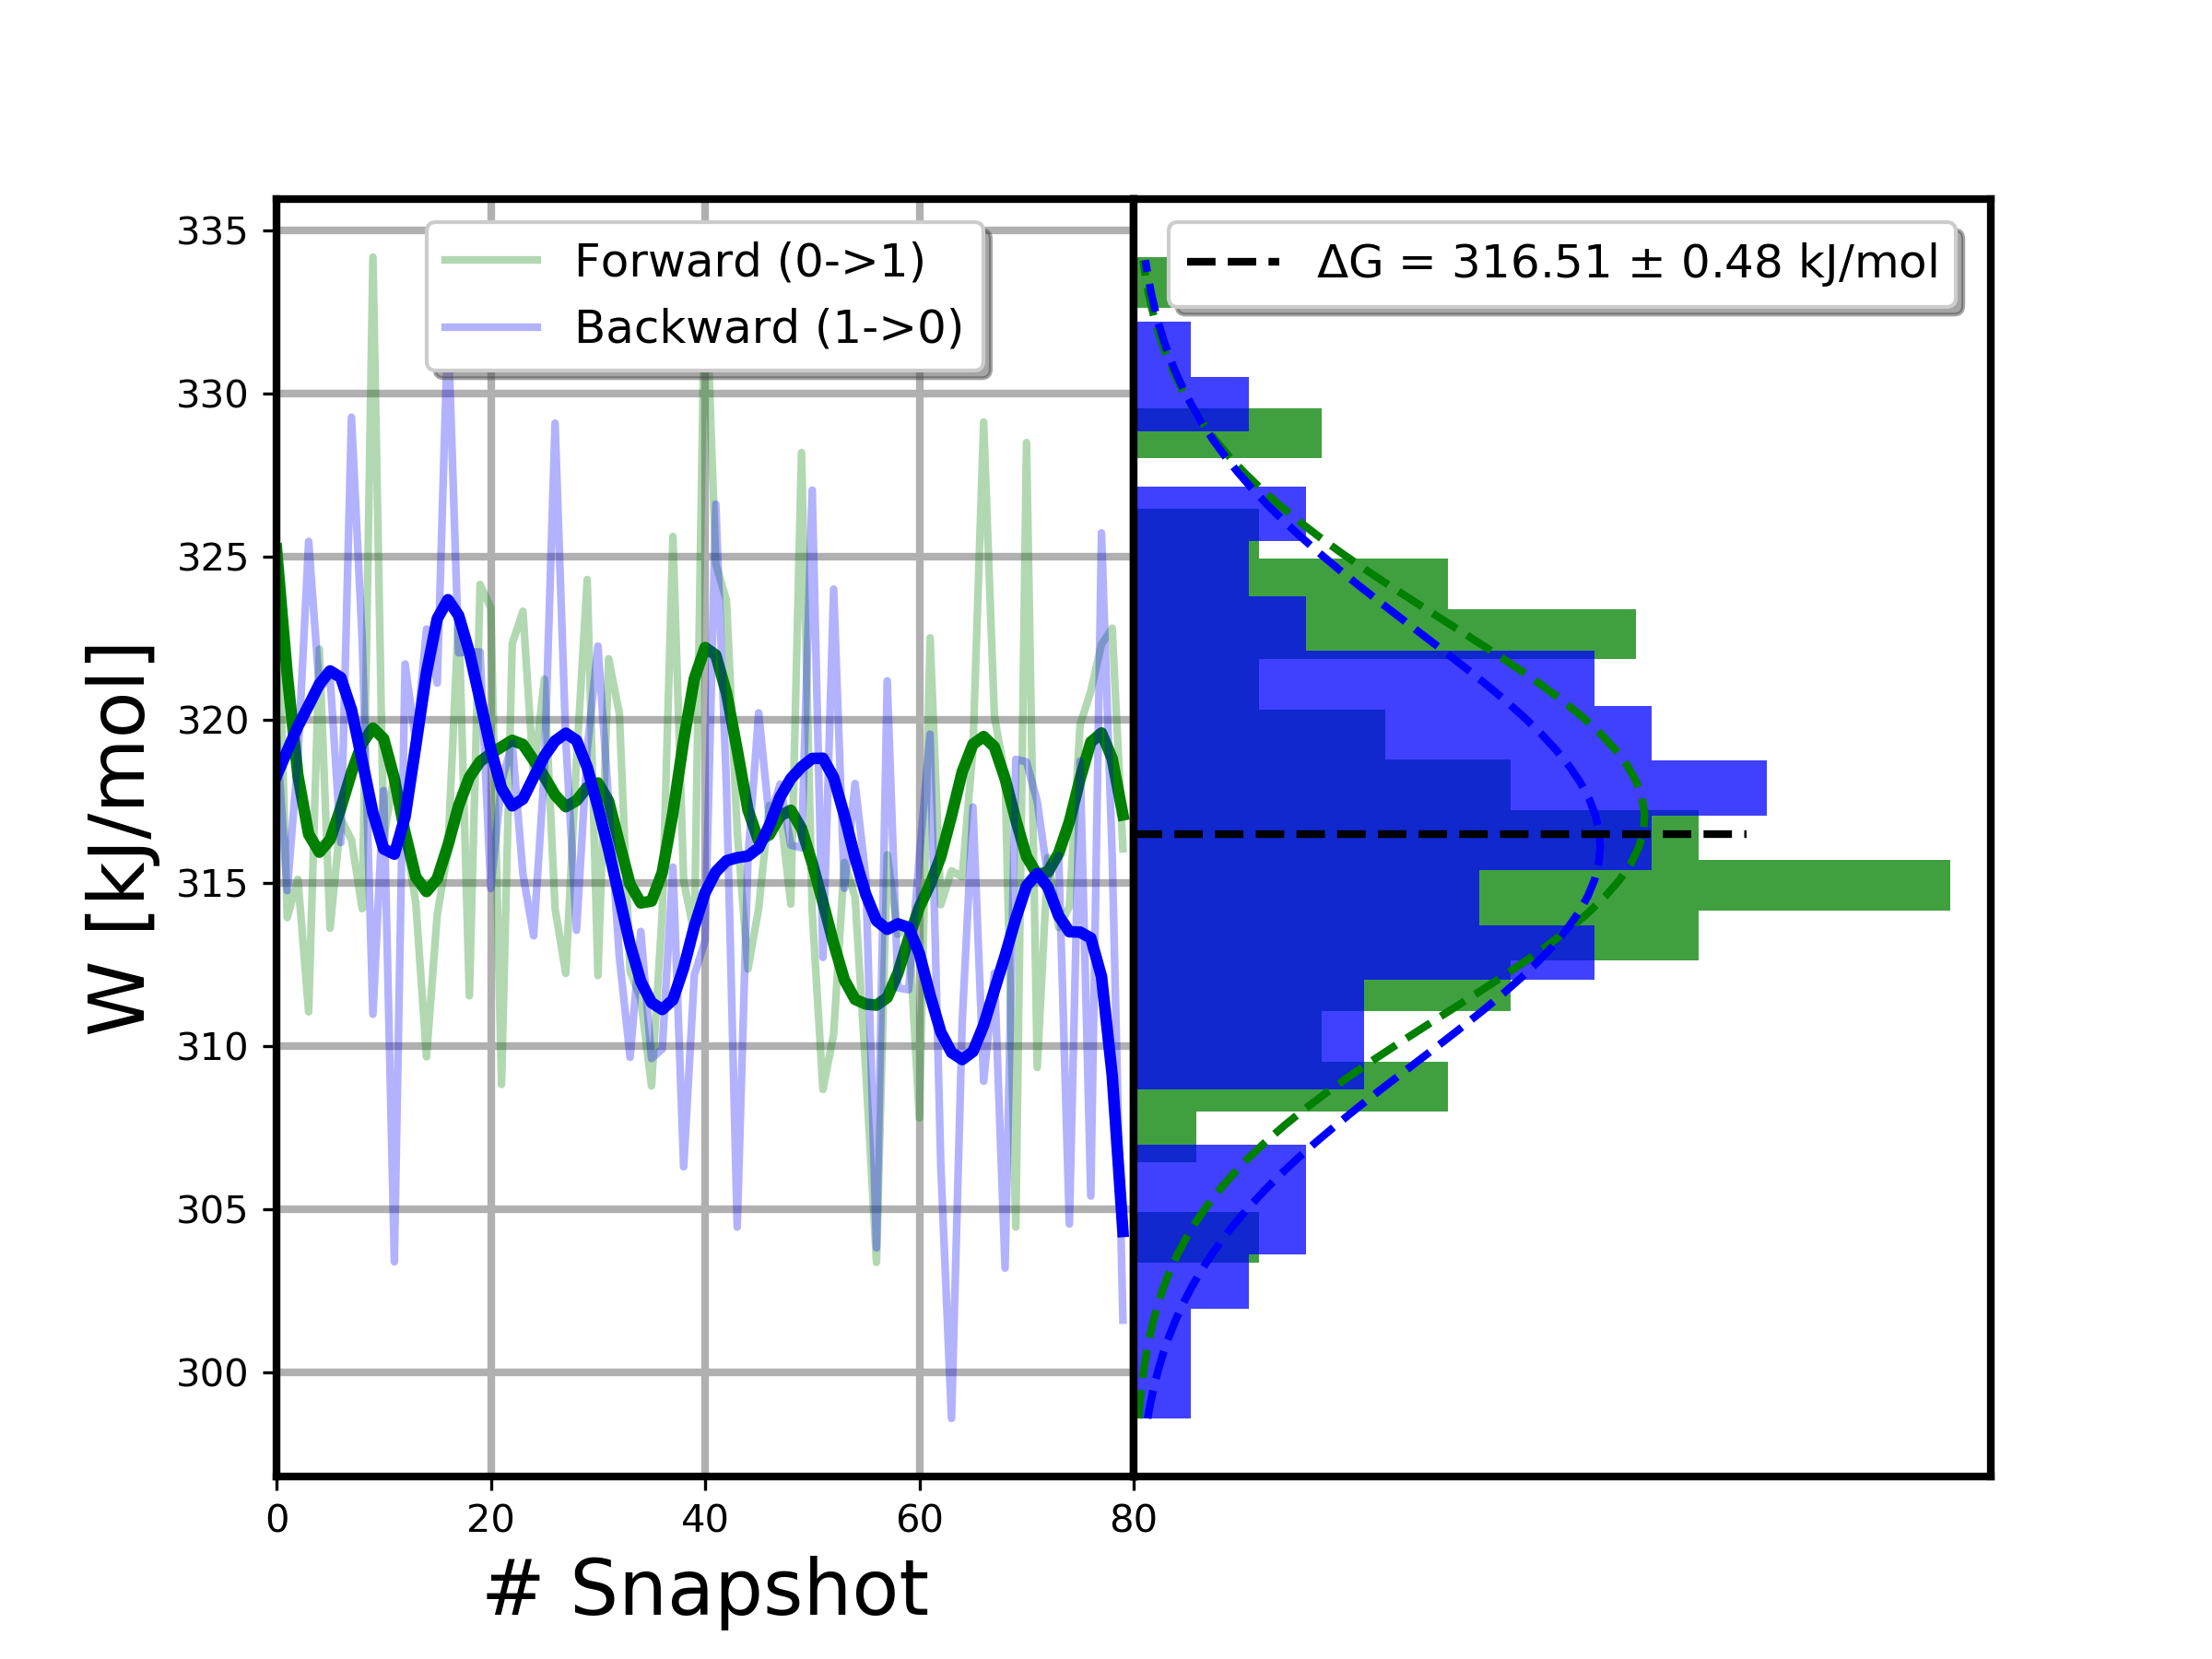 Forward (0->1)
Backward (1->0)
ΔG = 316.51 ± 0.48 kJ/mol
W [kJ/mol]
335
330
325
320
315
310
305
300
0 20 40 60 80
# Snapshot